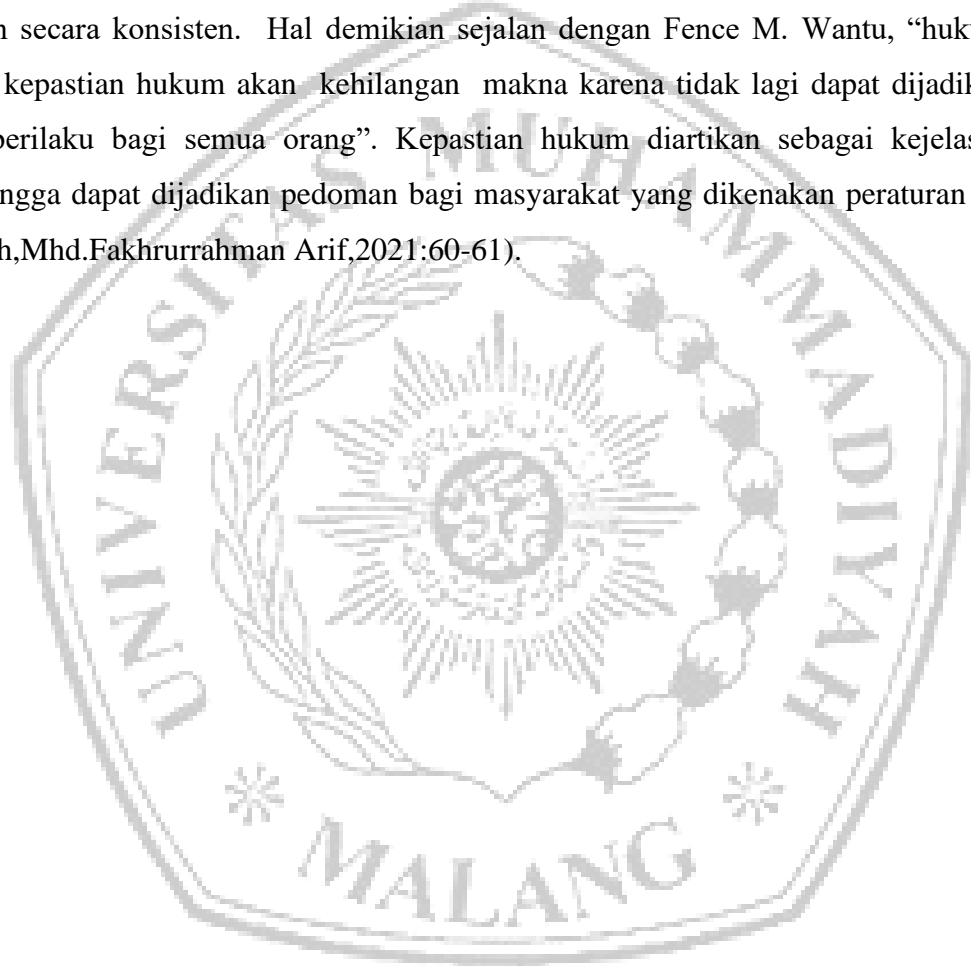 secara konsisten. Hal demikian sejalan dengan Fence M. Wantu, “huku
kepastian hukum akan kehilangan makna karena tidak lagi dapat dijadik
perilaku bagi semua orang”. Kepastian hukum diartikan sebagai kejelas
ngga dapat dijadikan pedoman bagi masyarakat yang dikenakan peraturan
h,Mhd.Fakhrurrahman Arif,2021:60-61).
UNIVERSITAS MUHAMMADIYAH
MALANG